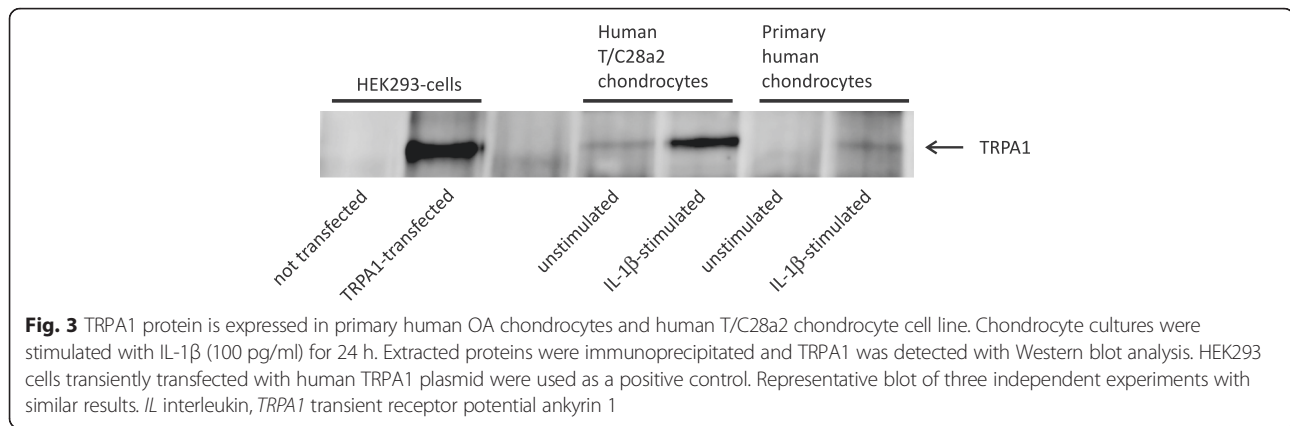 Human
T/C28a2
chondrocytes
Primary
human
chondrocytes
HEK293-cells
TRPA1
not transfected
TRPA1-transfected
unstimulated
IL-1β-stimulated
unstimulated
IL-1β-stimulated
Fig. 3 TRPA1 protein is expressed in primary human OA chondrocytes and human T/C28a2 chondrocyte cell line. Chondrocyte cultures were
stimulated with IL-1β (100 pg/ml) for 24 h. Extracted proteins were immunoprecipitated and TRPA1 was detected with Western blot analysis. HEK293
cells transiently transfected with human TRPA1 plasmid were used as a positive control. Representative blot of three independent experiments with
similar results. IL interleukin, TRPA1 transient receptor potential ankyrin 1